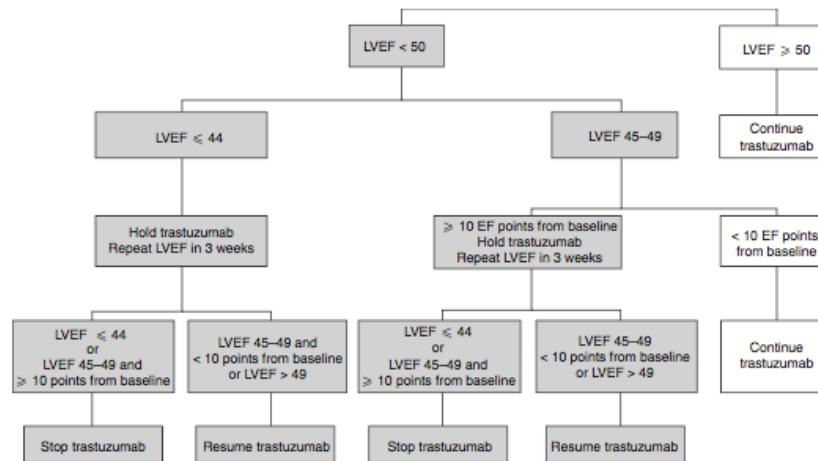 LVEF < 50
LVEF ⩾ 50
LVEF ⩽ 44
LVEF 45–49
Continue
trastuzumab
Hold trastuzumab
Repeat LVEF in 3 weeks
⩾ 10 EF points from baseline
Hold trastuzumab
Repeat LVEF in 3 weeks
< 10 EF points
from baseline
LVEF ⩽ 44
or
LVEF 45–49 and
⩾ 10 points from baseline
LVEF 45–49 and
< 10 points from baseline
or LVEF > 49
LVEF ⩽ 44
or
LVEF 45–49 and
⩾ 10 points from baseline
LVEF 45–49
< 10 points from baseline
or LVEF > 49
Continue
trastuzumab
Stop trastuzumab
Resume trastuzumab
Stop trastuzumab
Resume trastuzumab